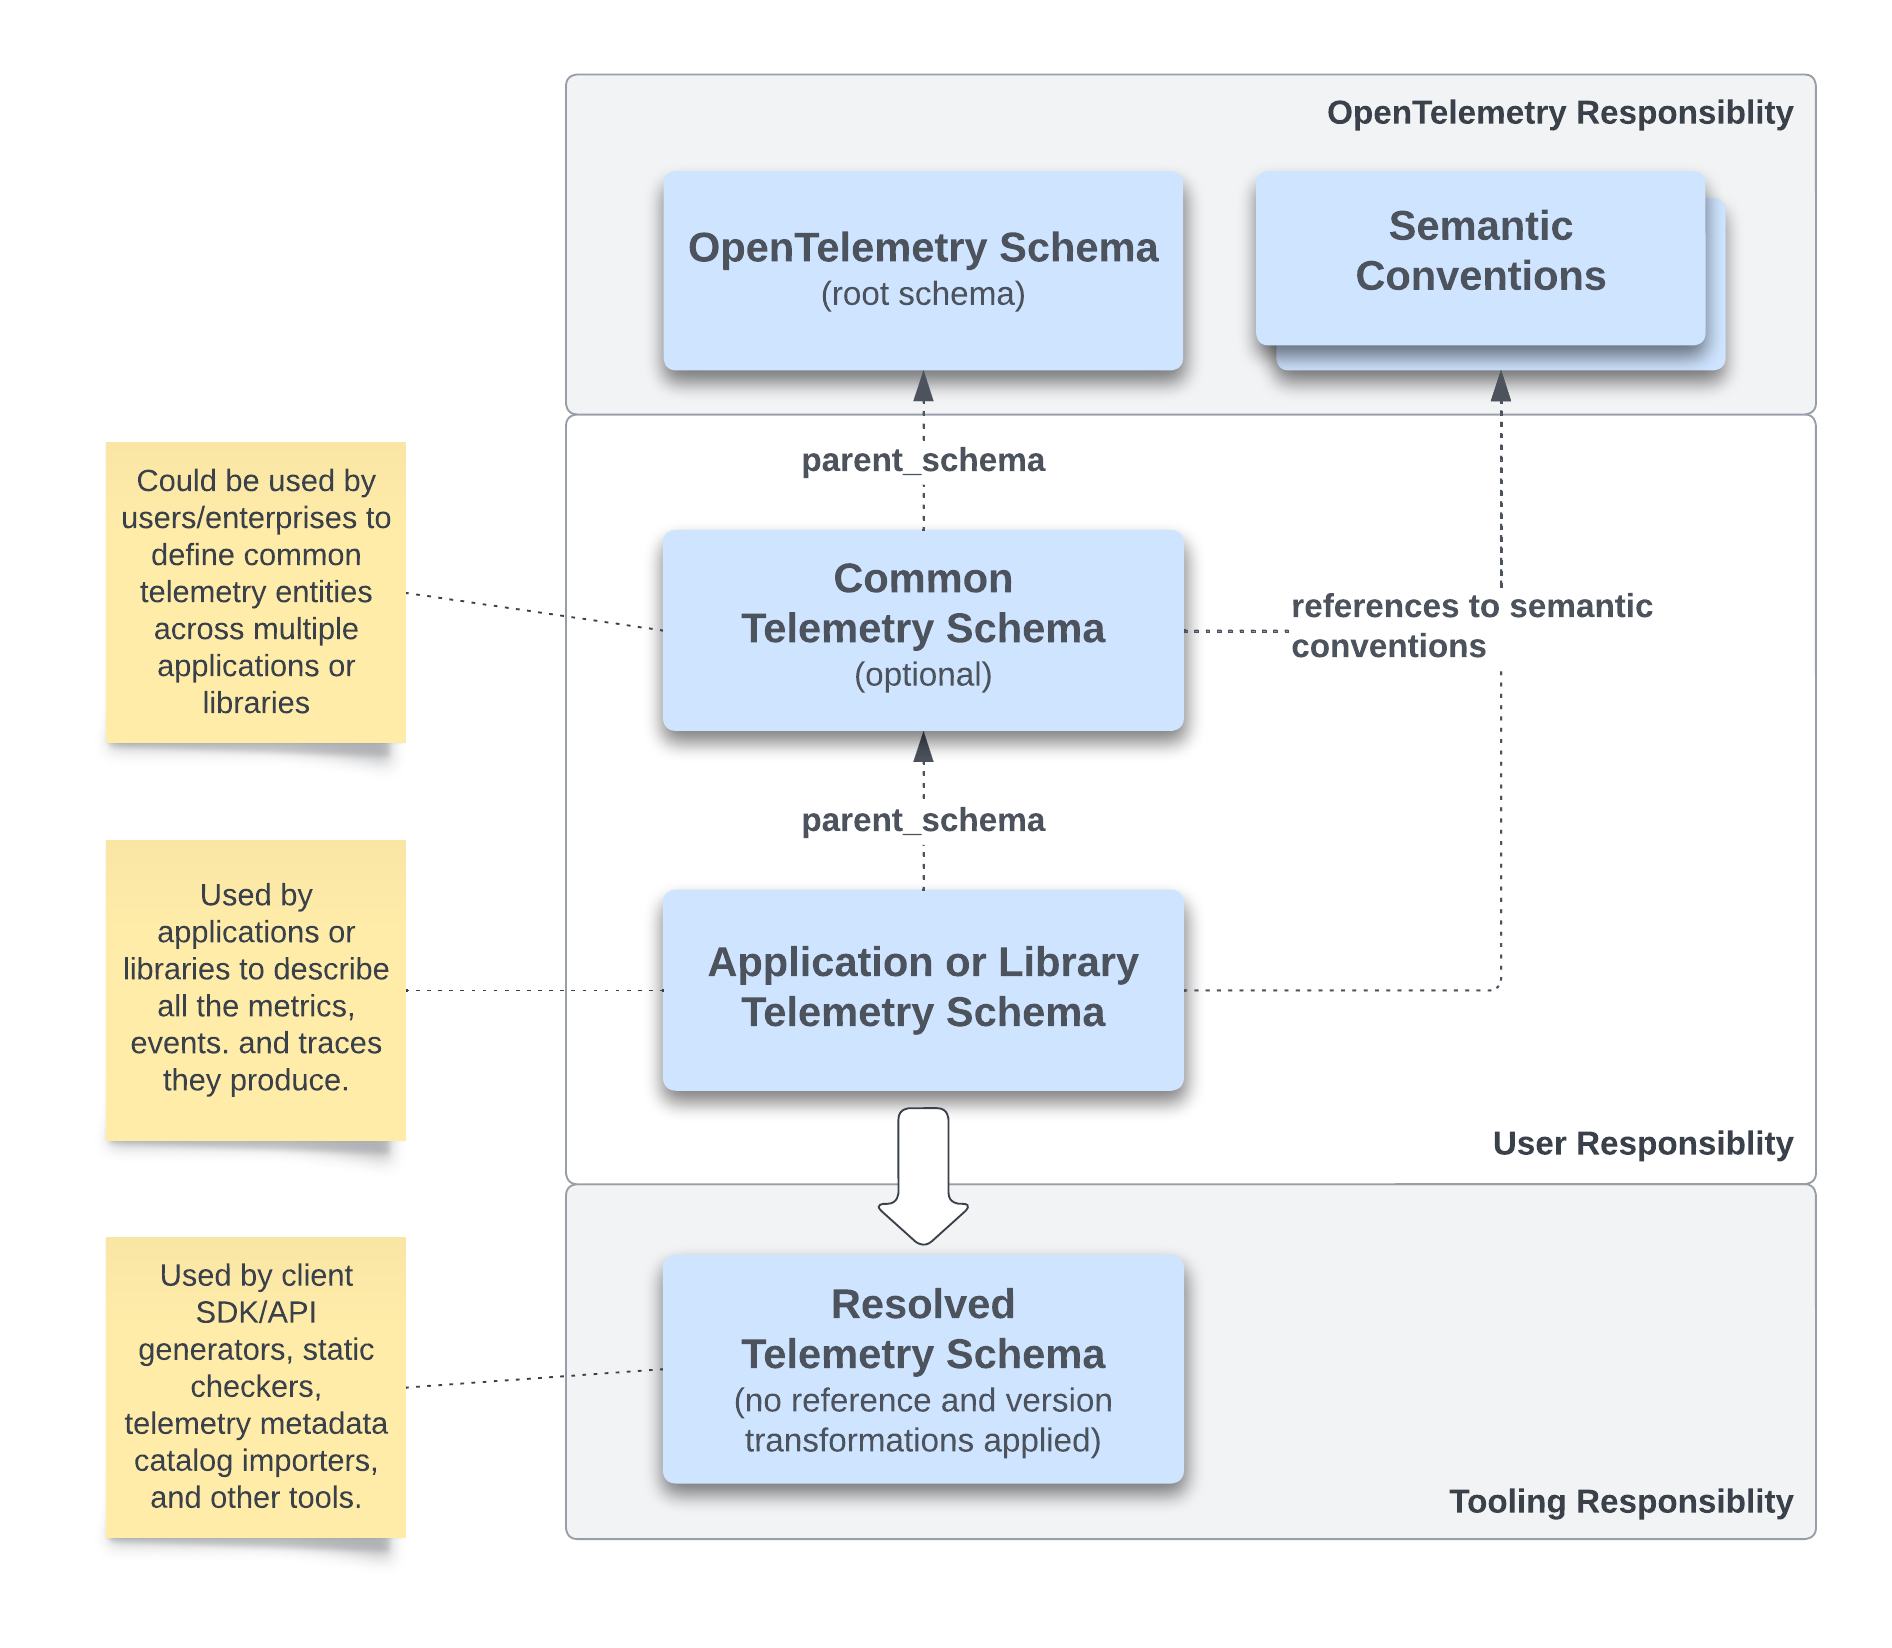 OpenTelemetry Responsiblity
OpenTelemetry Schema
(root schema)
Semantic
Conventions
parent_schema
Could be used by
users/enterprises to
define common
telemetry entities
across multiple
applications or
libraries
Common
Telemetry Schema
(optional)
references to semantic
conventions
parent_schema
Used by
applications or
libraries to describe
all the metrics,
events. and traces
they produce.
Application or Library
Telemetry Schema
User Responsiblity
Used by client
SDK/API
generators, static
checkers,
telemetry metadata
catalog importers,
and other tools.
Resolved
Telemetry Schema
(no reference and version
transformations applied)
Tooling Responsiblity